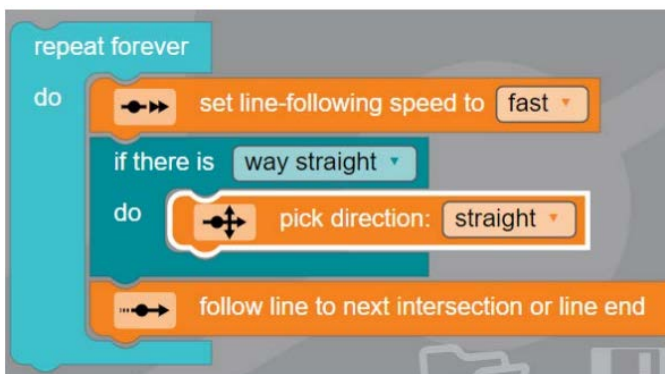 repeat forever
do
set line-following speed to fast
if there is way straight
do
pick direction: straight
follow line to next intersection or line end